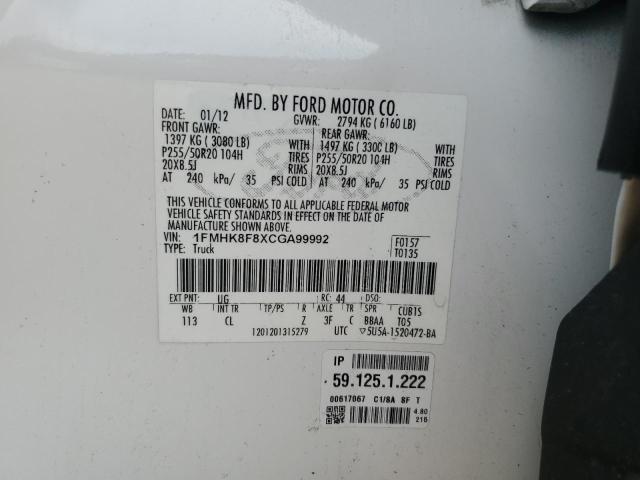 MFD. BY FORD MOTOR CO.
DATE: 01/12 GVWR: 2794 KG ( 6160 LB)
FRONT GAWR: REAR GAWR:
1397 KG ( 3080 LB) WITH 1497 KG ( 3300 LB) WITH
P255/50R20 104H TIRES P255/50R20 104H TIRES
20X8.5J RIMS 20X8.5J RIMS
AT 240 kPa/ 35 PSI COLD AT 240 kPa/ 35 PSI COLD
THIS VEHICLE CONFORMS TO ALL APPLICABLE FEDERAL MOTOR
VEHICLE SAFETY STANDARDS IN EFFECT ON THE DATE OF
MANUFACTURE SHOWN ABOVE.
VIN: 1FMHK8F8XCGA99992 F0157
TYPE: Truck T0135
EXT PNT: UG RC: 44 DSO:
WB INT TR TP/PS R AXLE TR SPR CUBTS
113 CL Z 3F C BBAA T05
1201201315279 UTC ▽5U5A-1520472-BA
IP
59.125.1.222
00617067 C1/8A 8F T
4.80
216